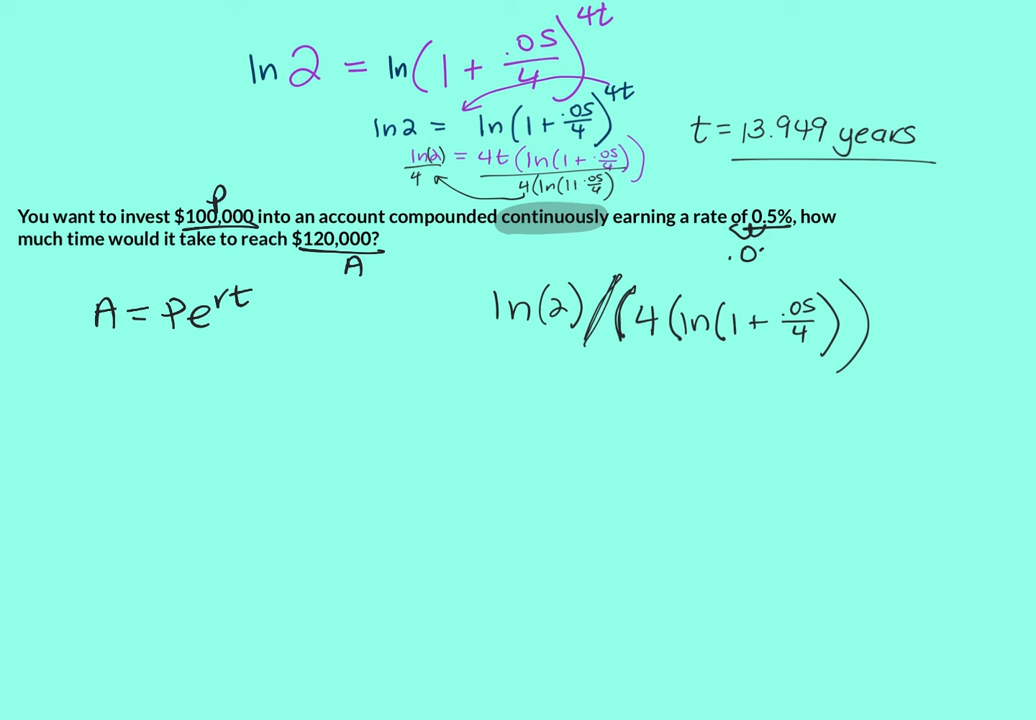 ln 2 = ln(1 + .05/4)^4t
ln 2 = ln(1 + .05/4)^4t
t = 13.949 years
ln(2)/4 = 4t(ln(1 + .05/4))/4(ln(1+.05/4)
P
You want to invest $100,000 into an account compounded continuously earning a rate of 0.5%, how
much time would it take to reach $120,000?
A
.0
A = Pe^rt
ln(2)/(4(ln(1 + .05/4))